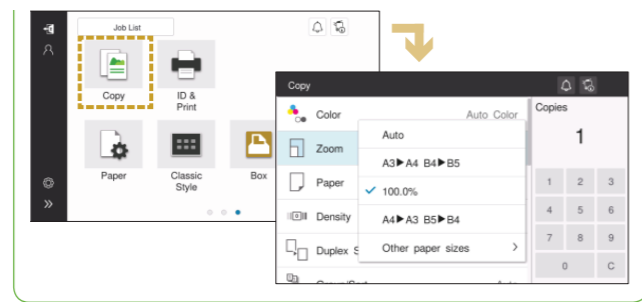 Job List
Copy
ID &
Print
Paper
Classic
Style
Box
Copy
Color
Auto Color
Zoom
Paper
Density
Duplex S
Auto
A3▶A4 B4▶B5
✓ 100.0%
A4▶A3 B5▶B4
Other paper sizes >
Copies
1
1 2 3
4 5 6
7 8 9
0 C